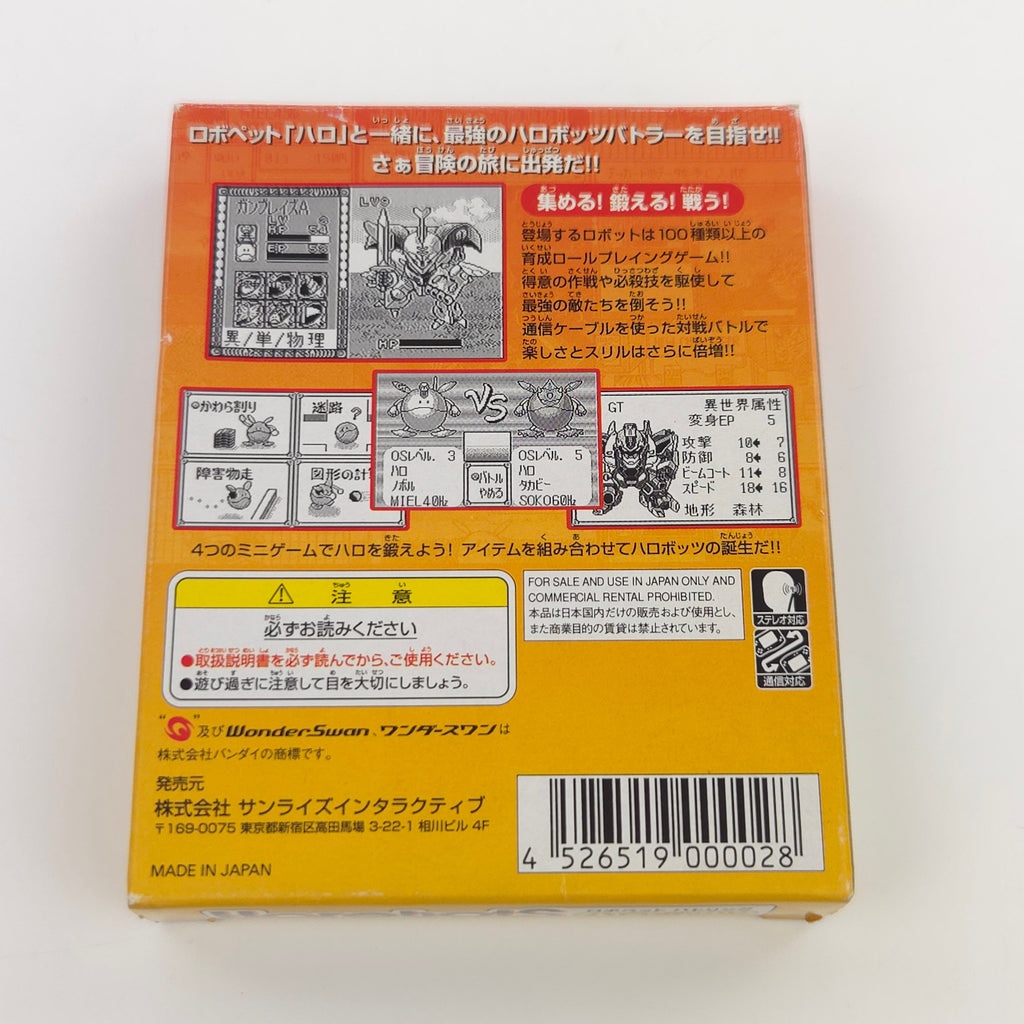 ロボペット「ハロ」と一緒に、最強のハロボッツバトラーを目指せ!!
さぁ冒険の旅に出発だ!!
ガンブレイズA
LV 9
HP 54
EP 58
異/単/物理
LV9
HP
集める! 鍛える! 戦う!
登場するロボットは100種類以上の
育成ロールプレイングゲーム!!
得意の作戦や必殺技を駆使して
最強の敵たちを倒そう!!
通信ケーブルを使った対戦バトルで
楽しさとスリルはさらに倍増!!
かわら割り
迷路
障害物走
図形の計
VS
OSレベル. 3
ハロ
ノボル
MIEL40Hz
バトル
やめる
OSレベル. 5
ハロ
タカビー
SOKO60Hz
GT 異世界属性
変身EP 5
攻撃 10 7
防御 8 6
ビームコート 11 8
スピード 18 16
地形 森林
4つのミニゲームでハロを鍛えよう! アイテムを組み合わせてハロボッツの誕生だ!!
注意
必ずお読みください
●取扱説明書を必ず読んでから、ご使用ください。
●遊び過ぎに注意して目を大切にしましょう。
FOR SALE AND USE IN JAPAN ONLY AND
COMMERCIAL RENTAL PROHIBITED.
本品は日本国内だけの販売および使用とし、
また商業目的の賃貸は禁止されています。
ステレオ対応
通信対応
" "及びWonderSwan、ワンダースワンは
株式会社バンダイの商標です。
発売元
株式会社 サンライズインタラクティブ
〒169-0075 東京都新宿区高田馬場 3-22-1 相川ビル 4F
MADE IN JAPAN
4 526519 000028